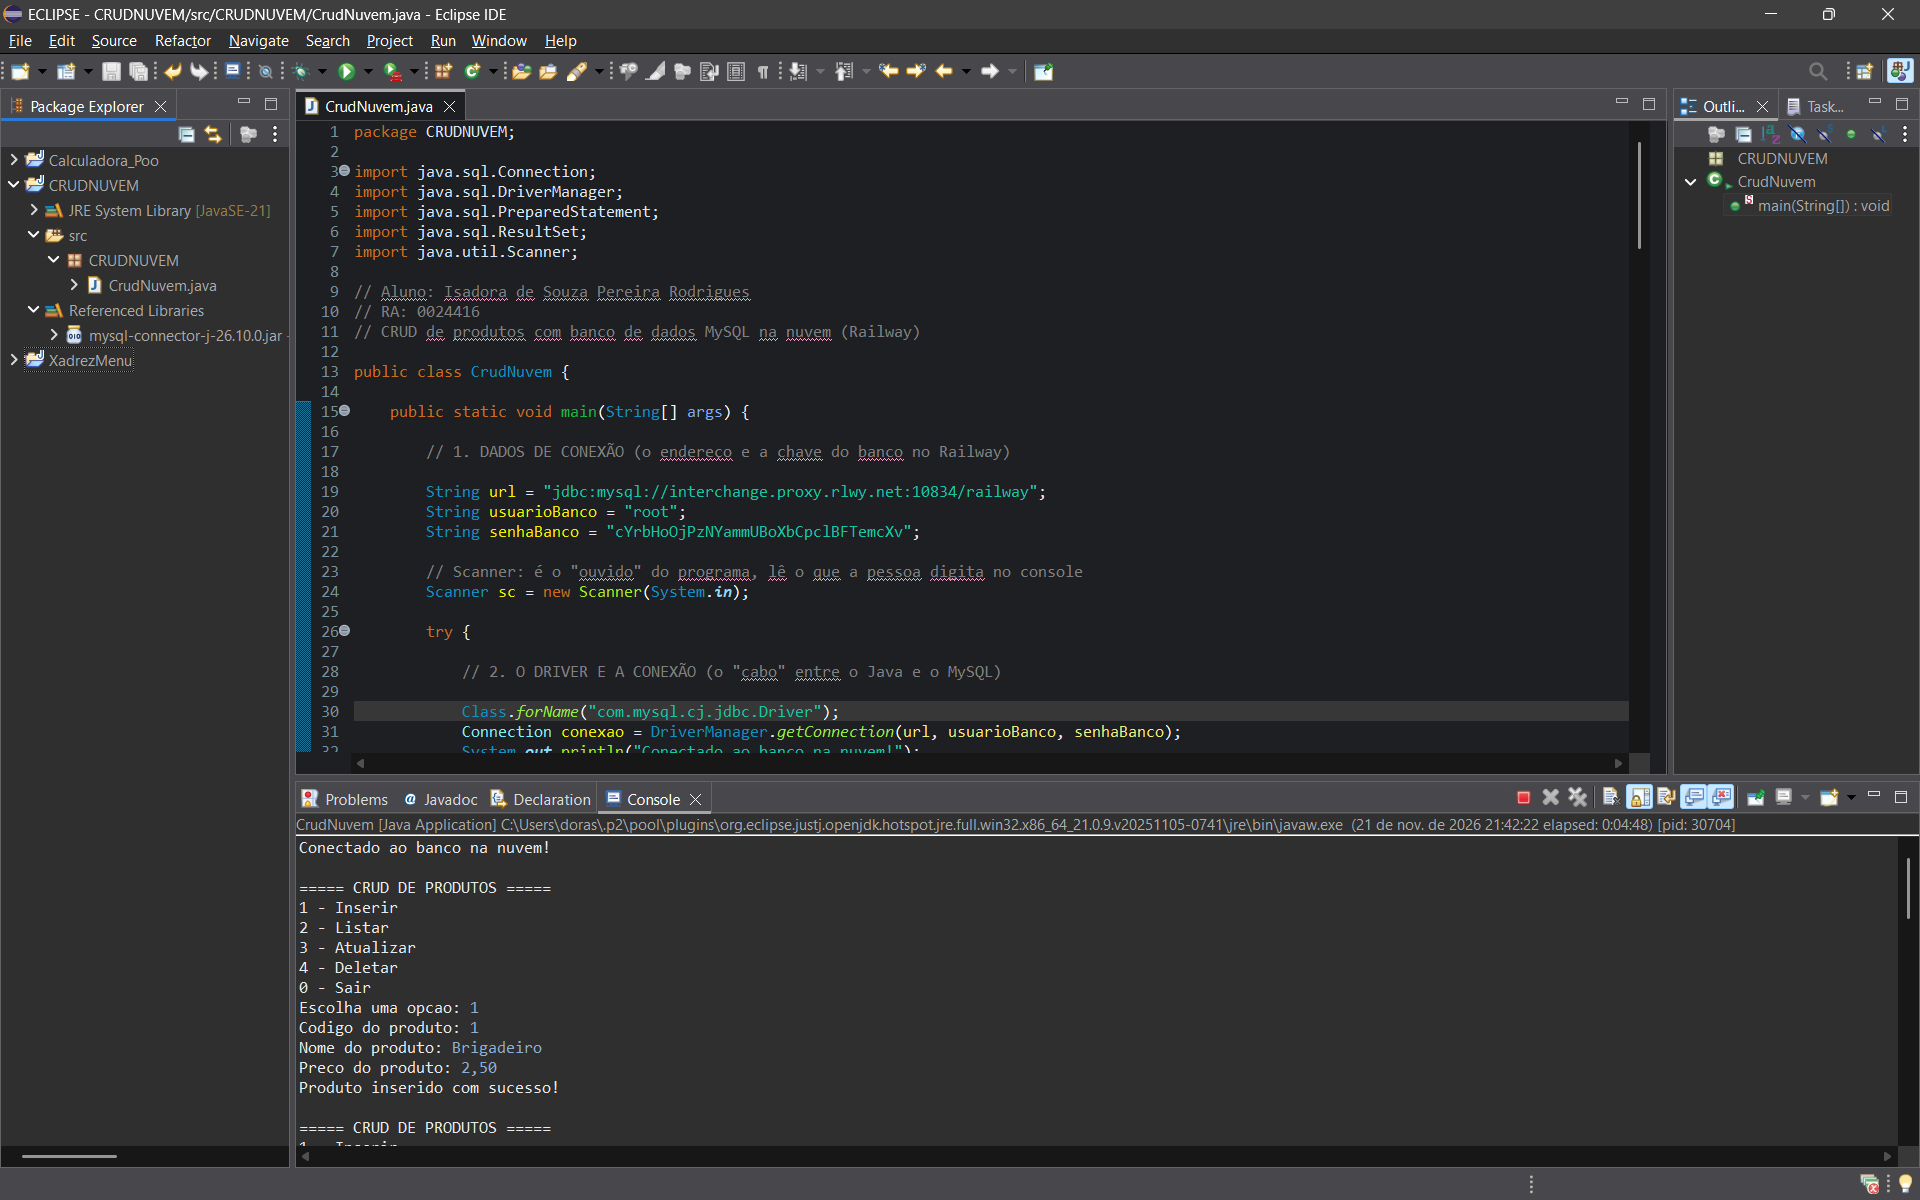 ECLIPSE - CRUDNUVEM/src/CRUDNUVEM/CrudNuvem.java - Eclipse IDE
File Edit Source Refactor Navigate Search Project Run Window Help
Package Explorer
Calculadora_Poo
CRUDNUVEM
JRE System Library [JavaSE-21]
src
CRUDNUVEM
CrudNuvem.java
Referenced Libraries
mysql-connector-j-26.10.0.jar -
XadrezMenu
CrudNuvem.java
1 package CRUDNUVEM;
2
3 import java.sql.Connection;
4 import java.sql.DriverManager;
5 import java.sql.PreparedStatement;
6 import java.sql.ResultSet;
7 import java.util.Scanner;
8
9 // Aluno: Isadora de Souza Pereira Rodrigues
10 // RA: 0024416
11 // CRUD de produtos com banco de dados MySQL na nuvem (Railway)
12
13 public class CrudNuvem {
14
15 public static void main(String[] args) {
16
17 // 1. DADOS DE CONEXÃO (o endereco e a chave do banco no Railway)
18
19 String url = "jdbc:mysql://interchange.proxy.rlwy.net:10834/railway";
20 String usuarioBanco = "root";
21 String senhaBanco = "cYrbHoOjPzNYammUBoXbCpclBFTemcXv";
22
23 // Scanner: é o "ouvido" do programa, lê o que a pessoa digita no console
24 Scanner sc = new Scanner(System.in);
25
26 try {
27
28 // 2. O DRIVER E A CONEXÃO (o "cabo" entre o Java e o MySQL)
29
30 Class.forName("com.mysql.cj.jdbc.Driver");
31 Connection conexao = DriverManager.getConnection(url, usuarioBanco, senhaBanco);
32 System.out.println("Conectado ao banco na nuvem!");
Outli... Task...
CRUDNUVEM
CrudNuvem
main(String[]) : void
Problems Javadoc Declaration Console
CrudNuvem [Java Application] C:\Users\doras\.p2\pool\plugins\org.eclipse.justj.openjdk.hotspot.jre.full.win32.x86_64_21.0.9.v20251105-0741\jre\bin\javaw.exe (21 de nov. de 2026 21:42:22 elapsed: 0:04:48) [pid: 30704]
Conectado ao banco na nuvem!
===== CRUD DE PRODUTOS =====
1 - Inserir
2 - Listar
3 - Atualizar
4 - Deletar
0 - Sair
Escolha uma opcao: 1
Codigo do produto: 1
Nome do produto: Brigadeiro
Preco do produto: 2,50
Produto inserido com sucesso!
===== CRUD DE PRODUTOS =====
1 - Inserir